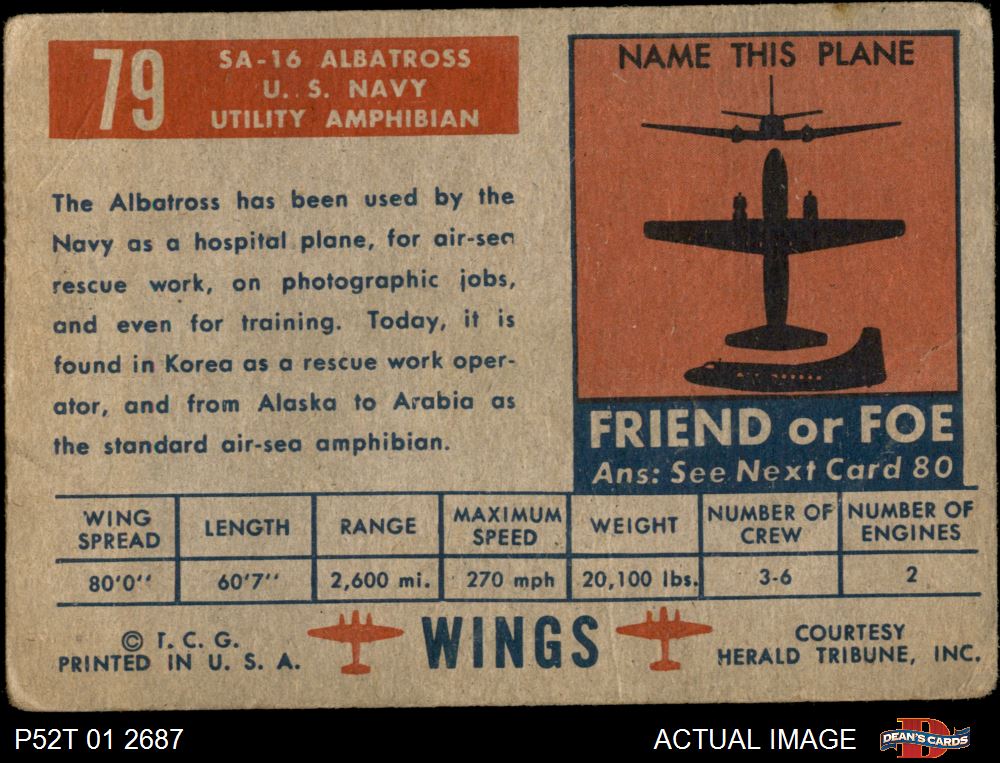 79
SA-16 ALBATROSS
U. S. NAVY
UTILITY AMPHIBIAN
The Albatross has been used by the
Navy as a hospital plane, for air-sea
rescue work, on photographic jobs,
and even for training. Today, it is
found in Korea as a rescue work oper-
ator, and from Alaska to Arabia as
the standard air-sea amphibian.
NAME THIS PLANE
FRIEND or FOE
Ans: See Next Card 80
WING SPREAD LENGTH RANGE MAXIMUM SPEED WEIGHT NUMBER OF CREW NUMBER OF ENGINES
80'0'' 60'7'' 2,600 mi. 270 mph 20,100 lbs. 3-6 2
© T. C. G.
PRINTED IN U. S. A.
WINGS
COURTESY
HERALD TRIBUNE, INC.
P52T 01 2687
ACTUAL IMAGE
D
DEAN'S CARDS